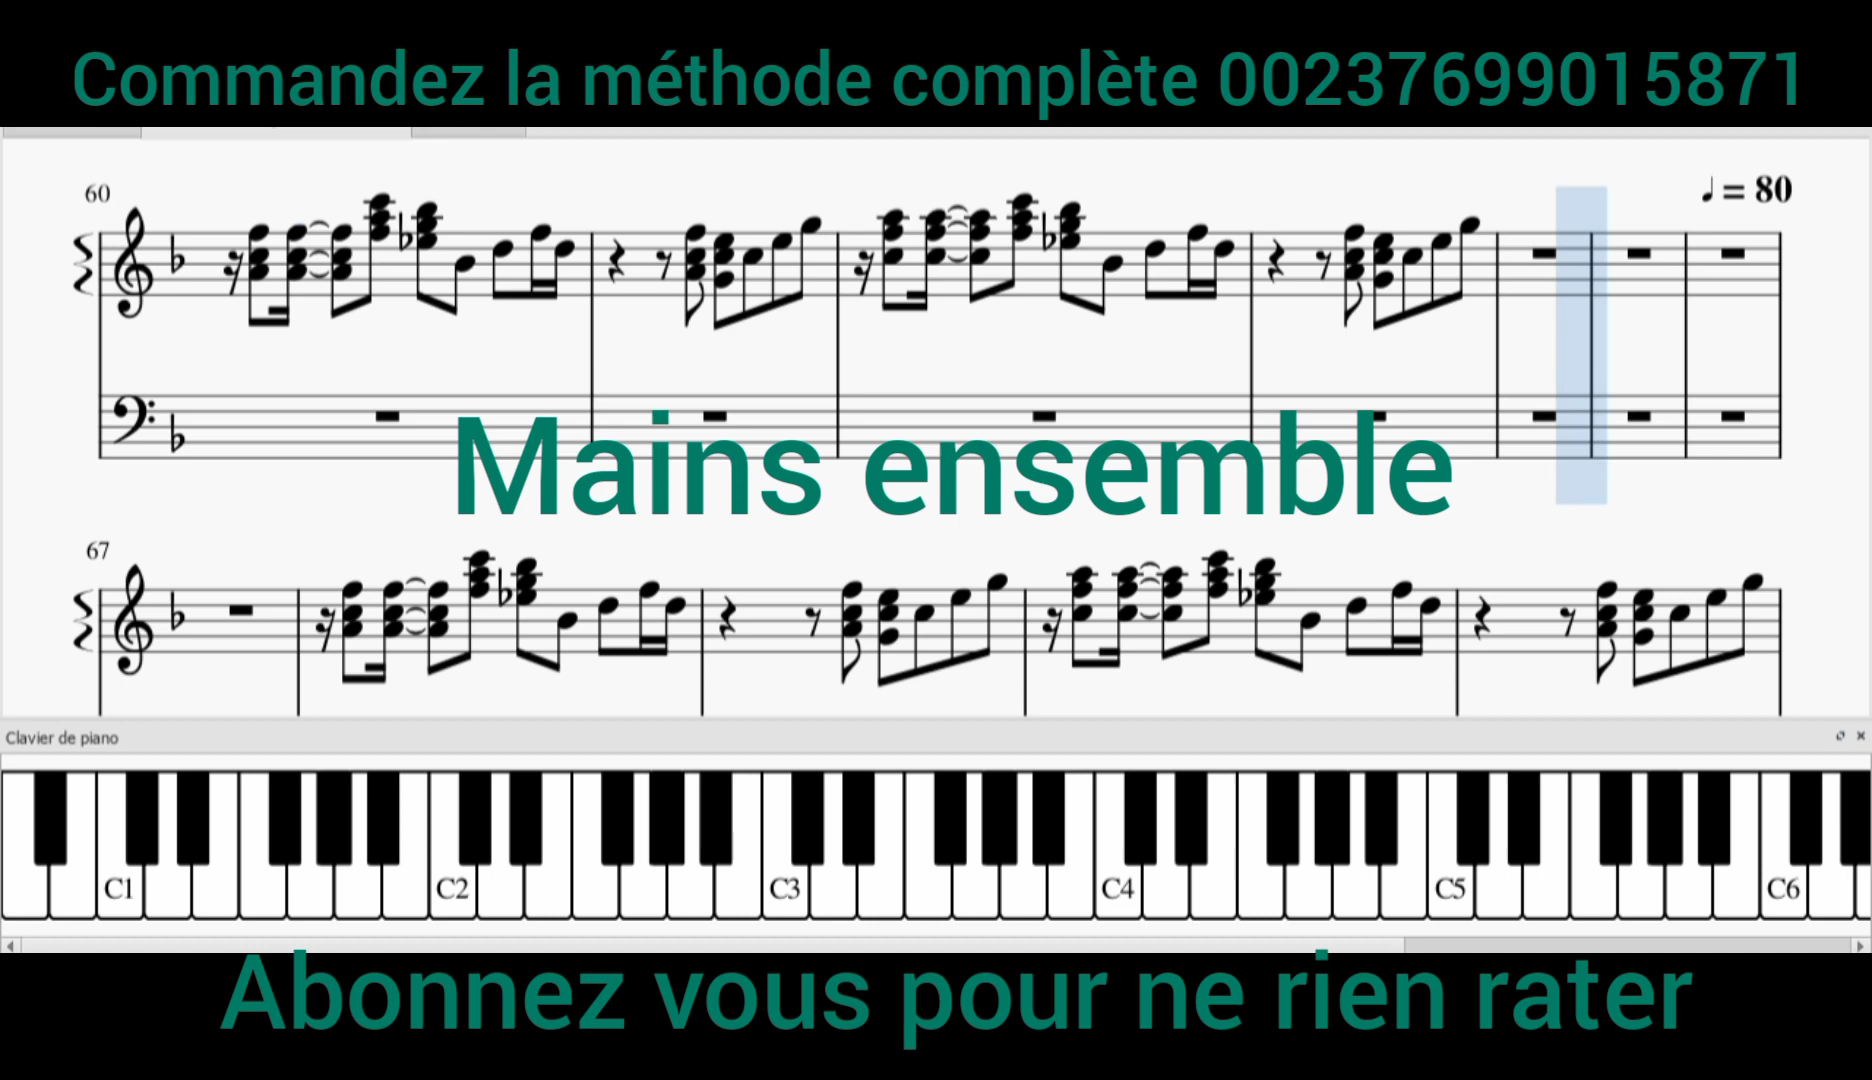 Commandez la méthode complète 00237699015871
60
♩ = 80
Mains ensemble
67
Clavier de piano
C1 C2 C3 C4 C5 C6
Abonnez vous pour ne rien rater